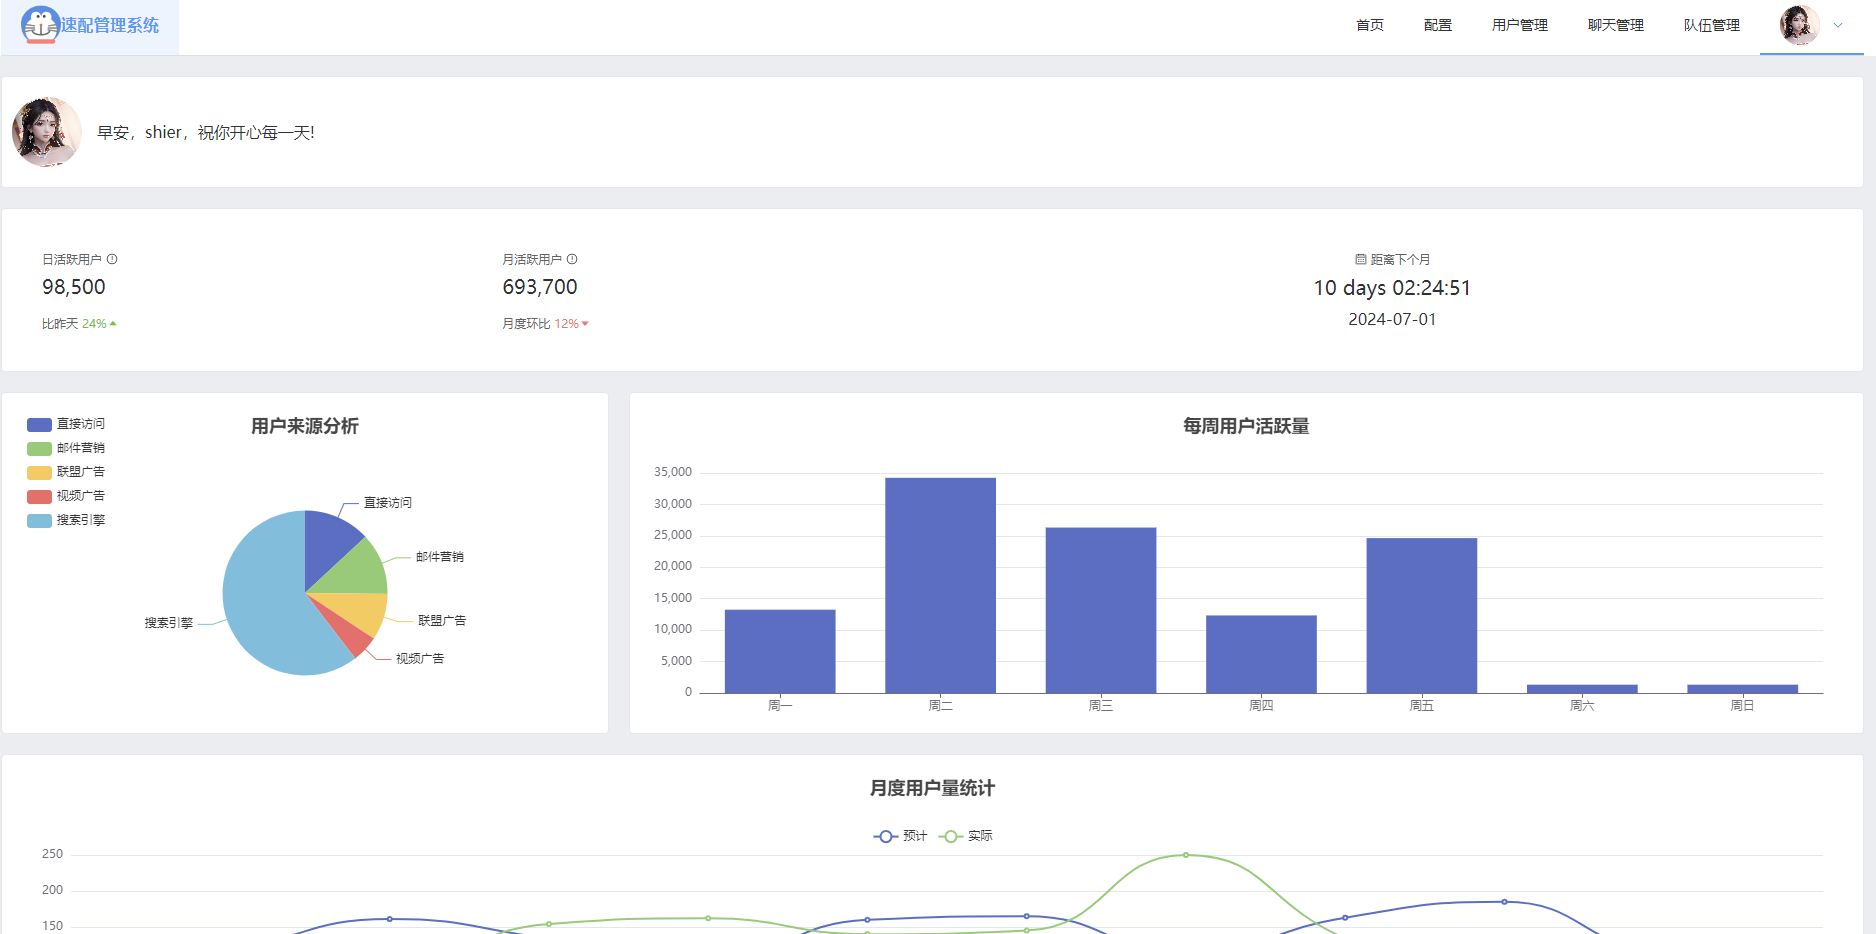 速配管理系统
首页 配置 用户管理 聊天管理 队伍管理
早安，shier，祝你开心每一天!
日活跃用户
98,500
比昨天 24%
月活跃用户
693,700
月度环比 12%
距离下个月
10 days 02:24:51
2024-07-01
用户来源分析
直接访问
邮件营销
联盟广告
视频广告
搜索引擎
直接访问
邮件营销
联盟广告
视频广告
搜索引擎
每周用户活跃量
35,000
30,000
25,000
20,000
15,000
10,000
5,000
0
周一 周二 周三 周四 周五 周六 周日
月度用户量统计
预计 实际
250
200
150